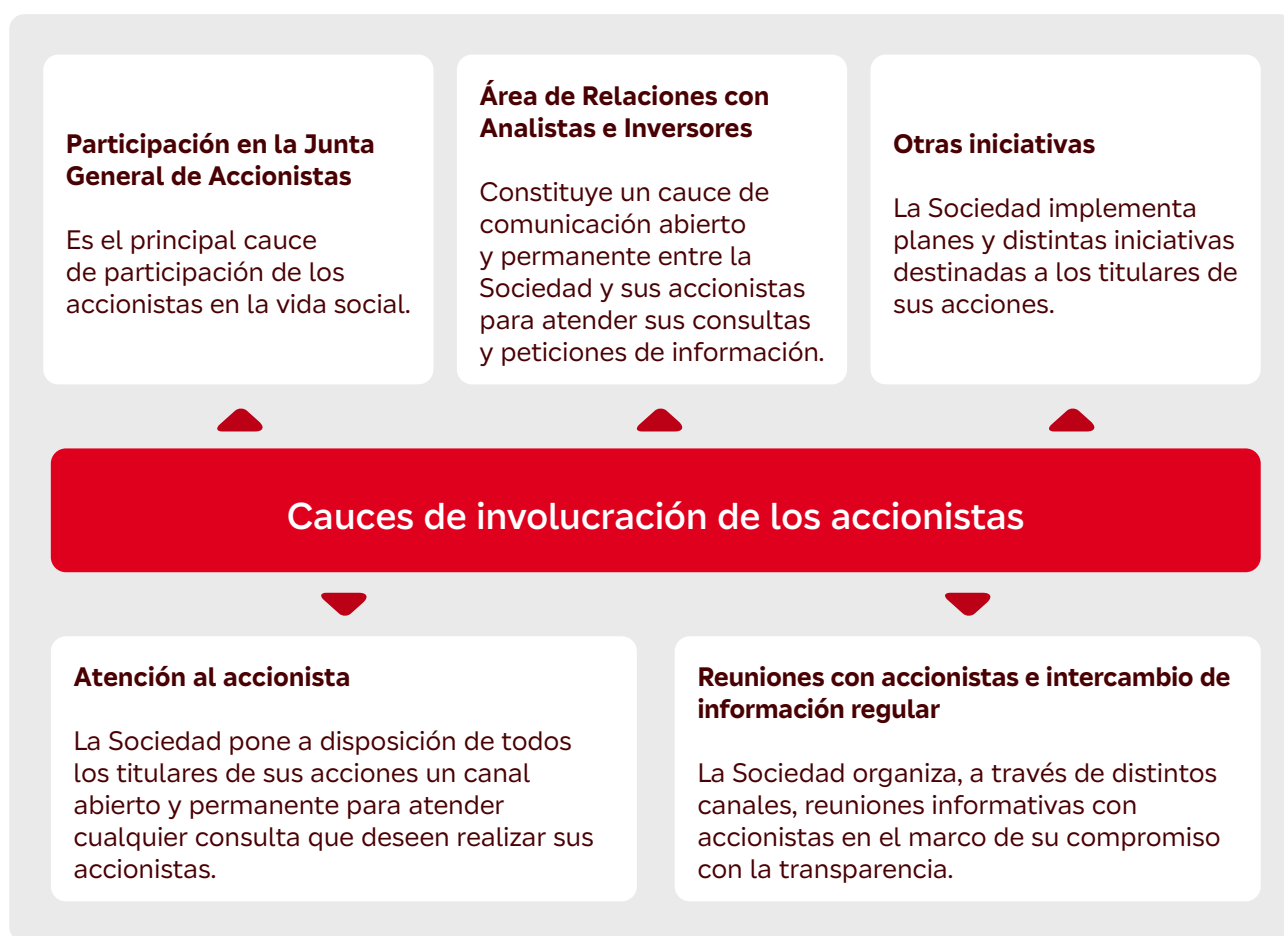 Participación en la Junta
General de Accionistas
Es el principal cauce
de participación de los
accionistas en la vida social.
Área de Relaciones con
Analistas e Inversores
Constituye un cauce de
comunicación abierto
y permanente entre la
Sociedad y sus accionistas
para atender sus consultas
y peticiones de información.
Otras iniciativas
La Sociedad implementa
planes y distintas iniciativas
destinadas a los titulares de
sus acciones.
Cauces de involucración de los accionistas
Atención al accionista
La Sociedad pone a disposición de todos
los titulares de sus acciones un canal
abierto y permanente para atender
cualquier consulta que deseen realizar sus
accionistas.
Reuniones con accionistas e intercambio de
información regular
La Sociedad organiza, a través de distintos
canales, reuniones informativas con
accionistas en el marco de su compromiso
con la transparencia.